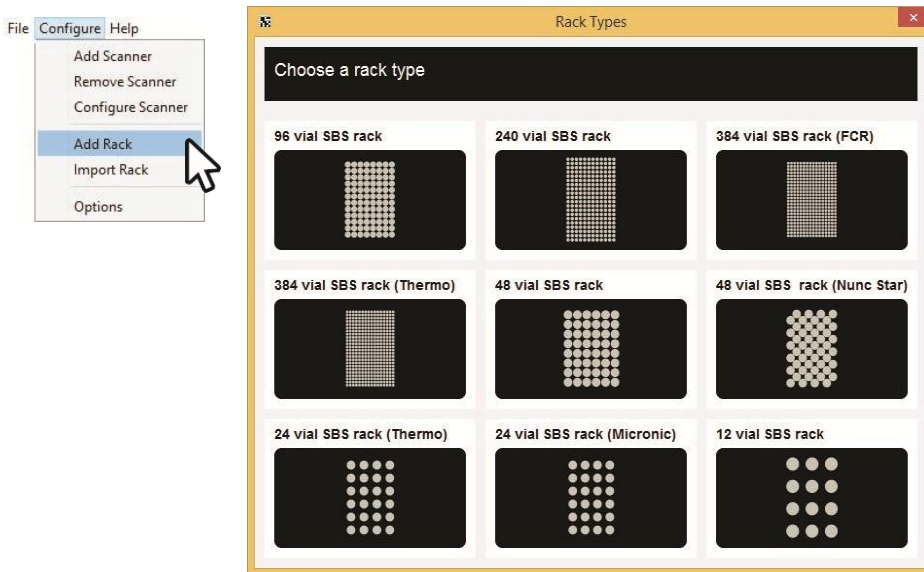 File Configure Help
Add Scanner
Remove Scanner
Configure Scanner
Add Rack
Import Rack
Options
Rack Types
Choose a rack type
96 vial SBS rack
240 vial SBS rack
384 vial SBS rack (FCR)
384 vial SBS rack (Thermo)
48 vial SBS rack
48 vial SBS rack (Nunc Star)
24 vial SBS rack (Thermo)
24 vial SBS rack (Micronic)
12 vial SBS rack